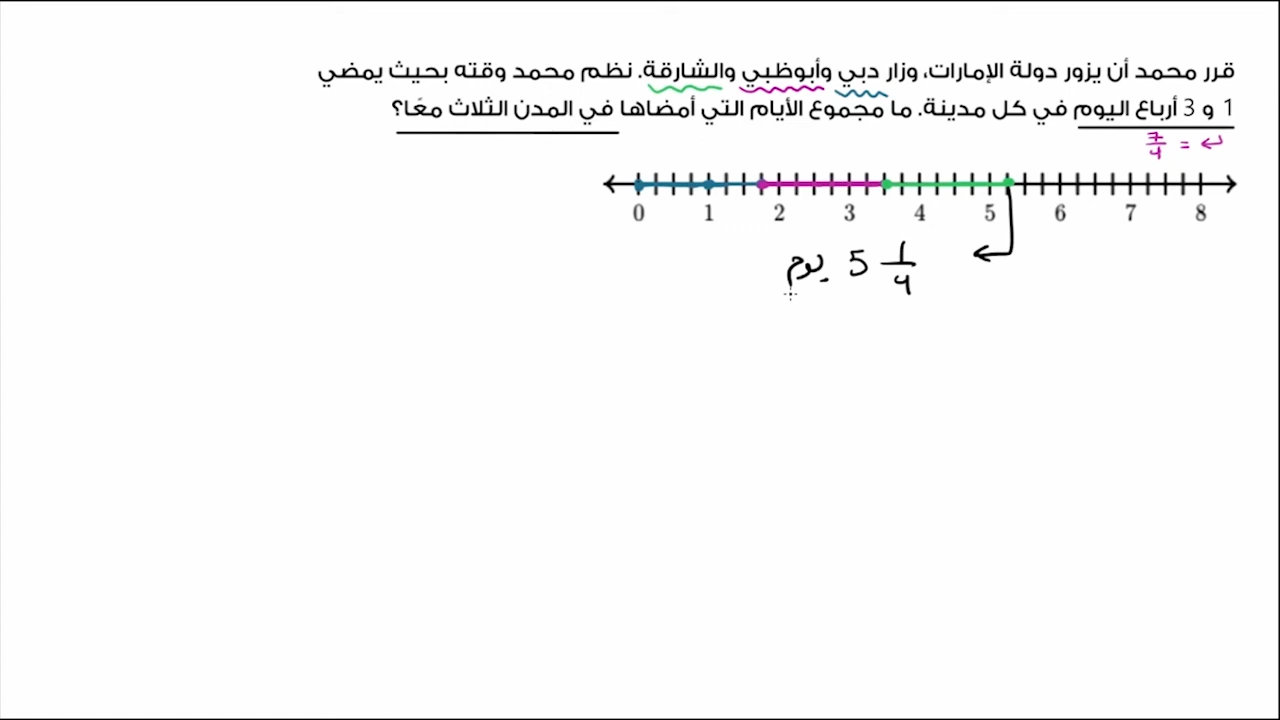 قرر محمد أن يزور دولة الإمارات، وزار دبي وأبوظبي والشارقة. نظم محمد وقته بحيث يمضي
1 و 3 أرباع اليوم في كل مدينة. ما مجموع الأيام التي أمضاها في المدن الثلاث معًا؟
7/4 =
0 1 2 3 4 5 6 7 8
5 1/4 يوم